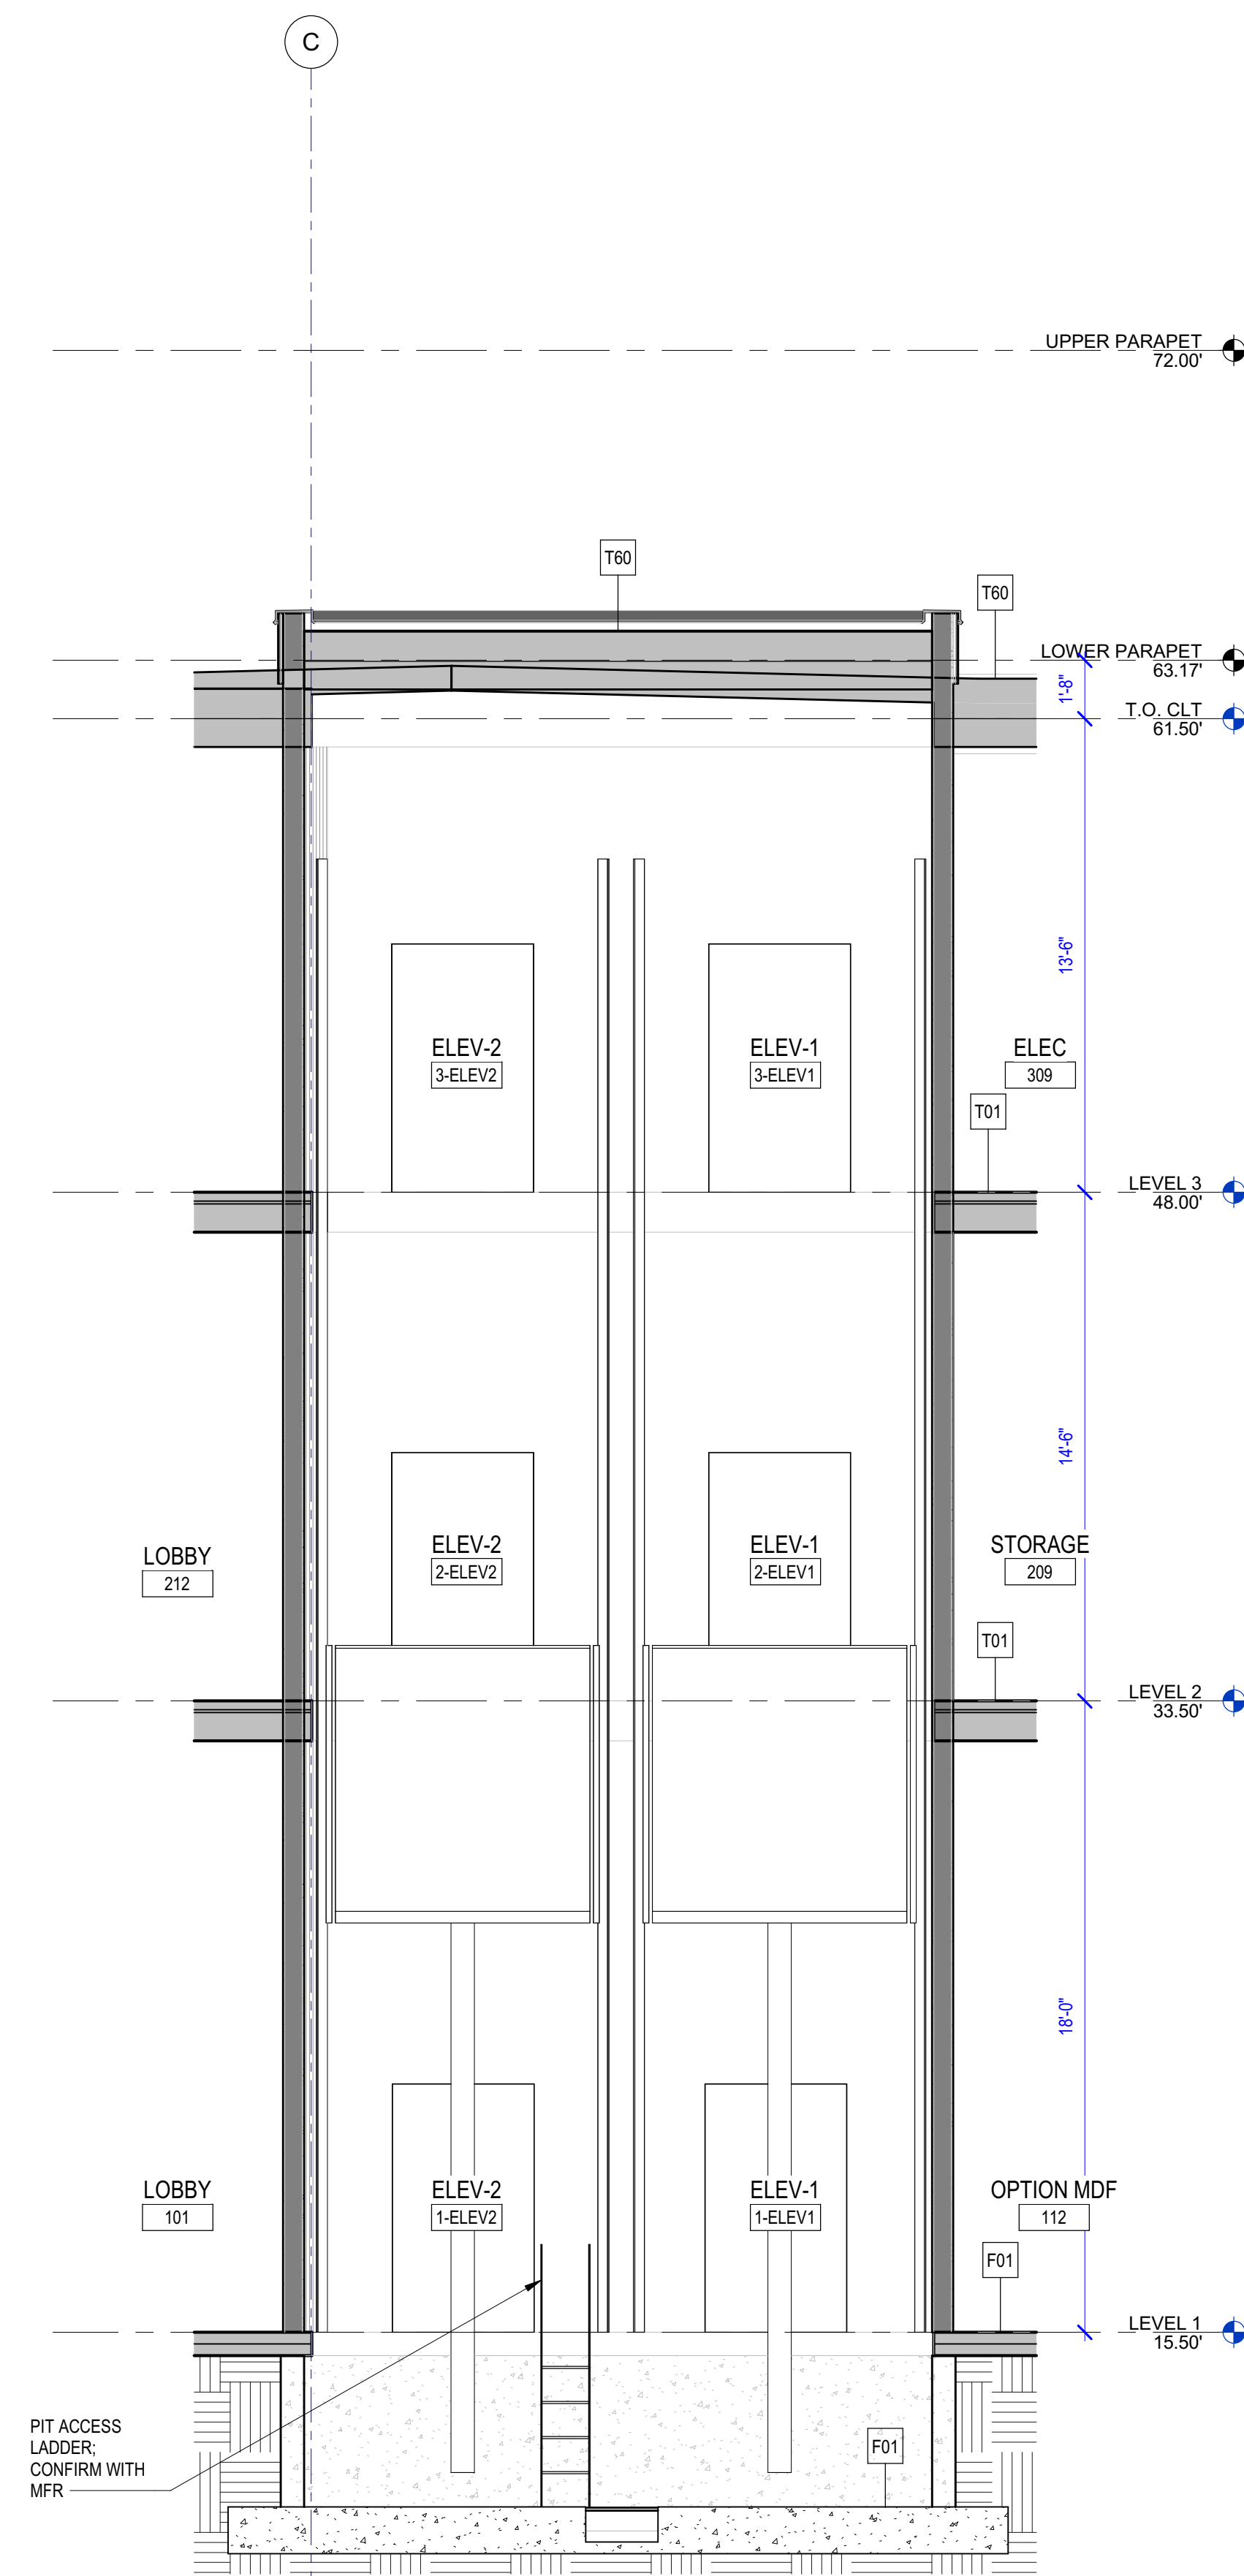 C
UPPER PARAPET
72.00'
T60
T60
LOWER PARAPET
63.17'
1'-8"
T.O. CLT
61.50'
13'-6"
ELEV-2
3-ELEV2
ELEV-1
3-ELEV1
ELEC
309
T01
LEVEL 3
48.00'
14'-6"
LOBBY
212
ELEV-2
2-ELEV2
ELEV-1
2-ELEV1
STORAGE
209
T01
LEVEL 2
33.50'
18'-0"
LOBBY
101
ELEV-2
1-ELEV2
ELEV-1
1-ELEV1
OPTION MDF
112
F01
LEVEL 1
15.50'
PIT ACCESS
LADDER;
CONFIRM WITH
MFR
F01